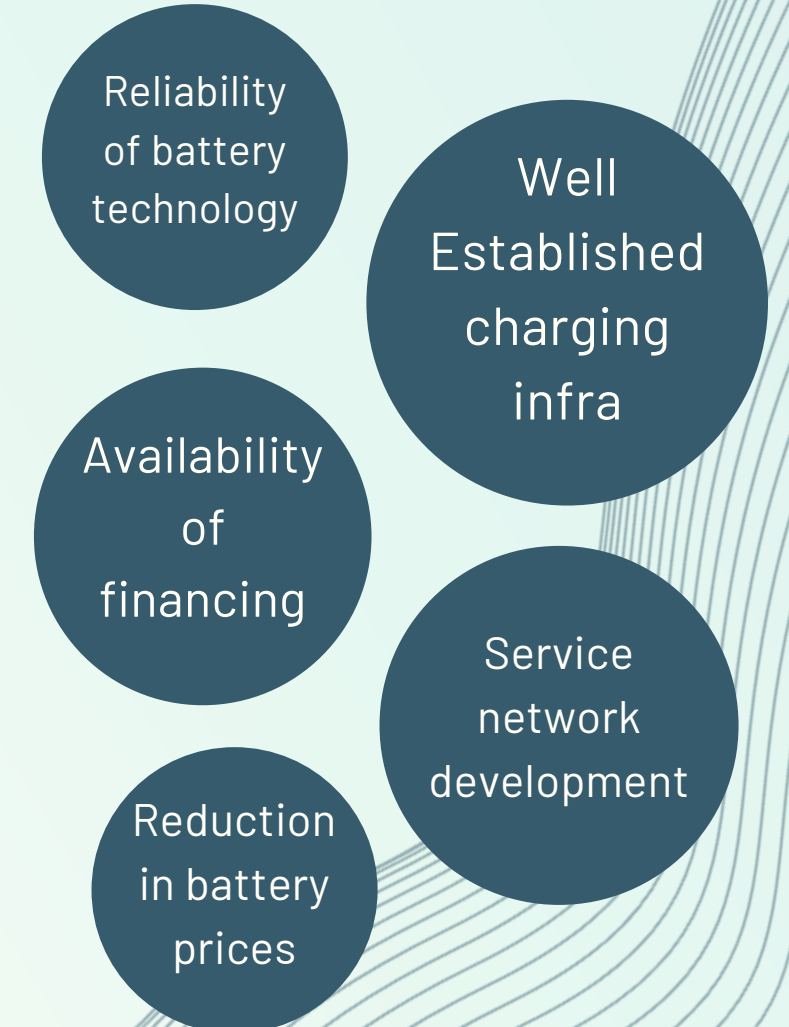 Reliability
of battery
technology
Well
Established
charging
infra
Availability
of
financing
Service
network
development
Reduction
in battery
prices